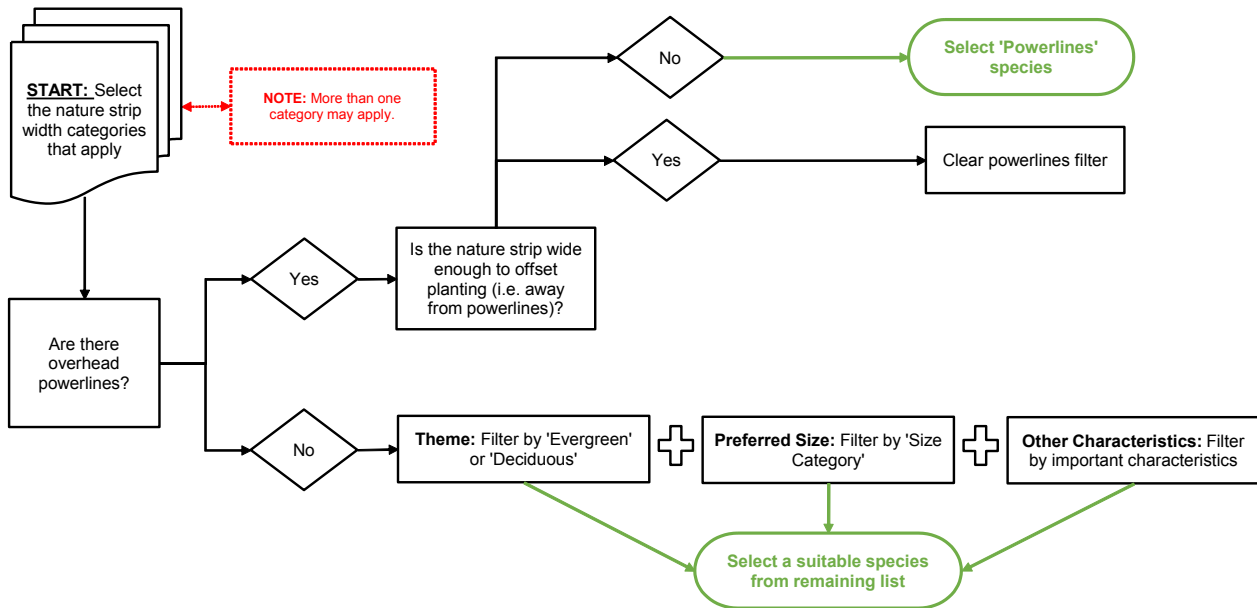 START: Select
the nature strip
width categories
that apply
NOTE: More than one
category may apply.
No
Select 'Powerlines'
species
Yes
Clear powerlines filter
Yes
Is the nature strip wide
enough to offset
planting (i.e. away
from powerlines)?
Are there
overhead
powerlines?
No
Theme: Filter by 'Evergreen'
or 'Deciduous'
Preferred Size: Filter by 'Size
Category'
Other Characteristics: Filter
by important characteristics
Select a suitable species
from remaining list